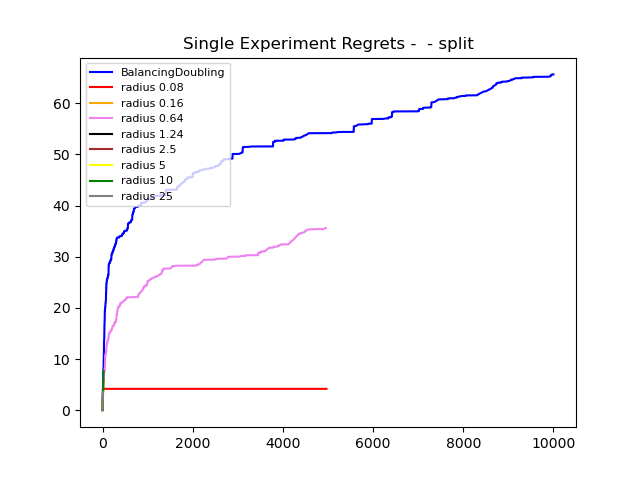 Single Experiment Regrets -  - split
BalancingDoubling
radius 0.08
radius 0.16
radius 0.64
radius 1.24
radius 2.5
radius 5
radius 10
radius 25
60
50
40
30
20
10
0
0 2000 4000 6000 8000 10000